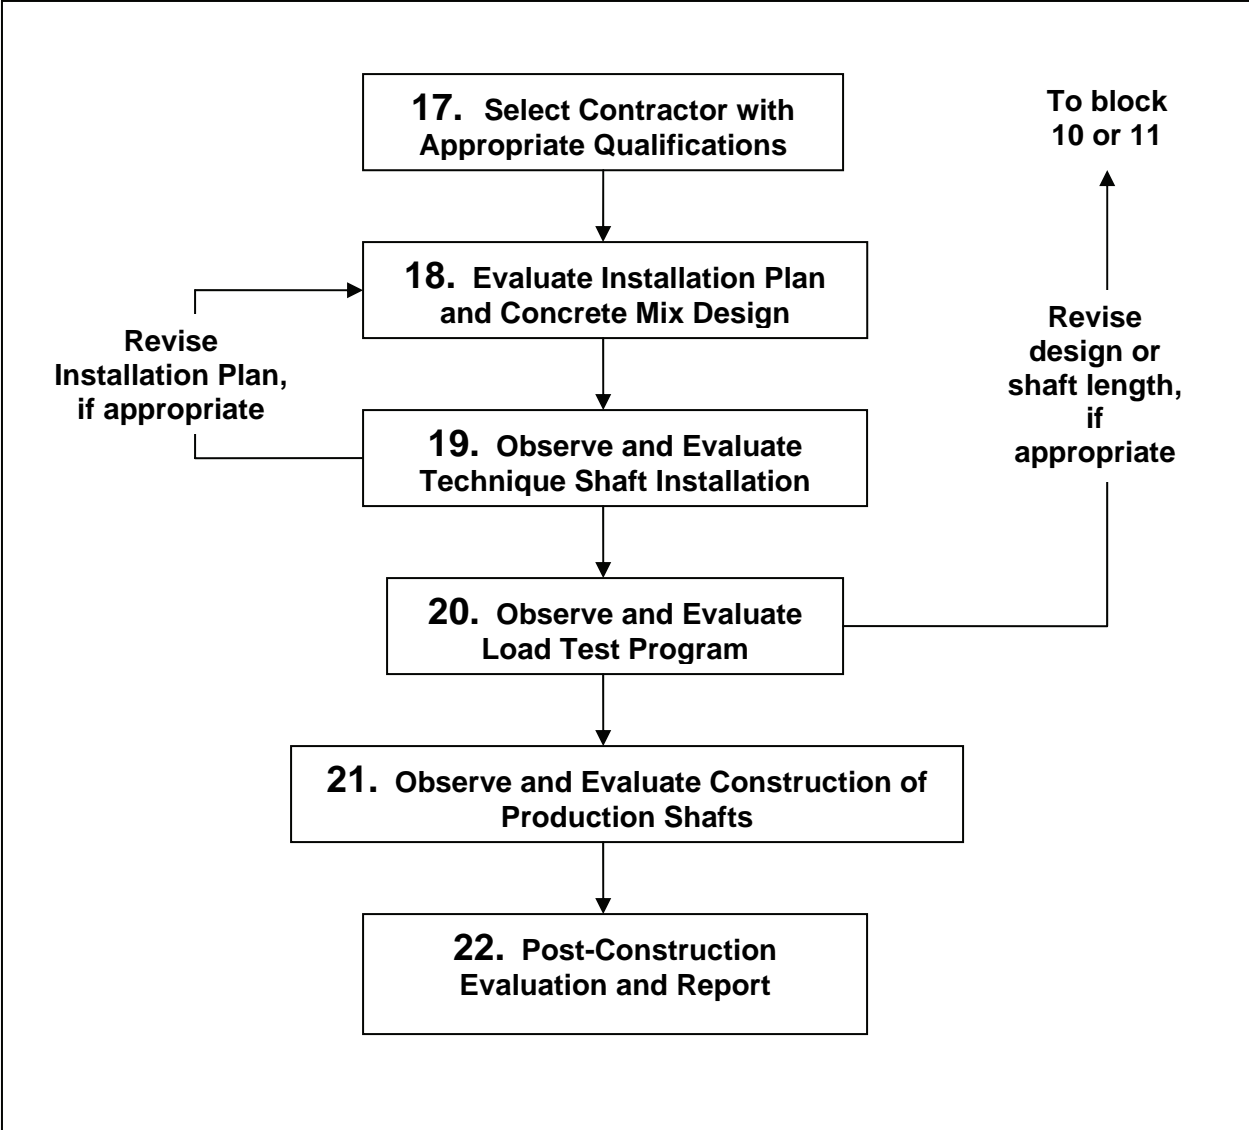 17. Select Contractor with
Appropriate Qualifications
To block
10 or 11
18. Evaluate Installation Plan
and Concrete Mix Design
Revise
Installation Plan,
if appropriate
Revise
design or
shaft length,
if
appropriate
19. Observe and Evaluate
Technique Shaft Installation
20. Observe and Evaluate
Load Test Program
21. Observe and Evaluate Construction of
Production Shafts
22. Post-Construction
Evaluation and Report